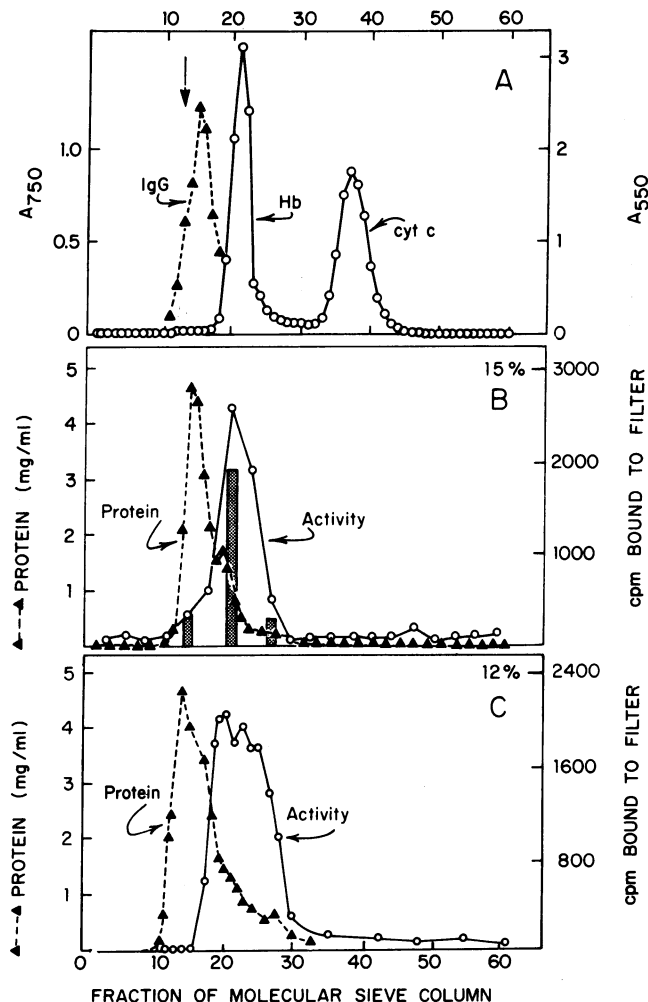 10 20 30 40 50 60
A
3
2
1
0
A550
1.0
0.5
0
A750
IgG
Hb
cyt c
15%
B
5
4
3
2
1
▲--▲ PROTEIN (mg/ml)
3000
2000
1000
cpm BOUND TO FILTER
Protein
Activity
12%
C
5
4
3
2
1
▲--▲ PROTEIN (mg/ml)
2400
1600
800
cpm BOUND TO FILTER
Protein
Activity
0 10 20 30 40 50 60
FRACTION OF MOLECULAR SIEVE COLUMN